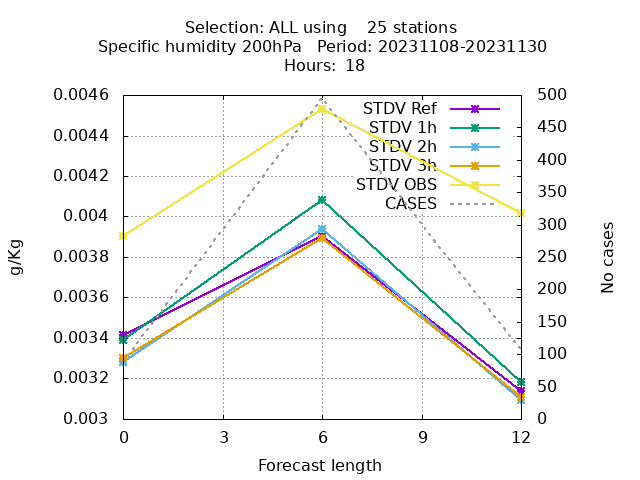 Selection: ALL using    25 stations
Specific humidity 200hPa   Period: 20231108-20231130
Hours:  18
0.0046
0.0044
0.0042
0.004
0.0038
0.0036
0.0034
0.0032
0.003
g/Kg
STDV Ref
STDV 1h
STDV 2h
STDV 3h
STDV OBS
CASES
500
450
400
350
300
250
200
150
100
50
0
No cases
0 3 6 9 12
Forecast length